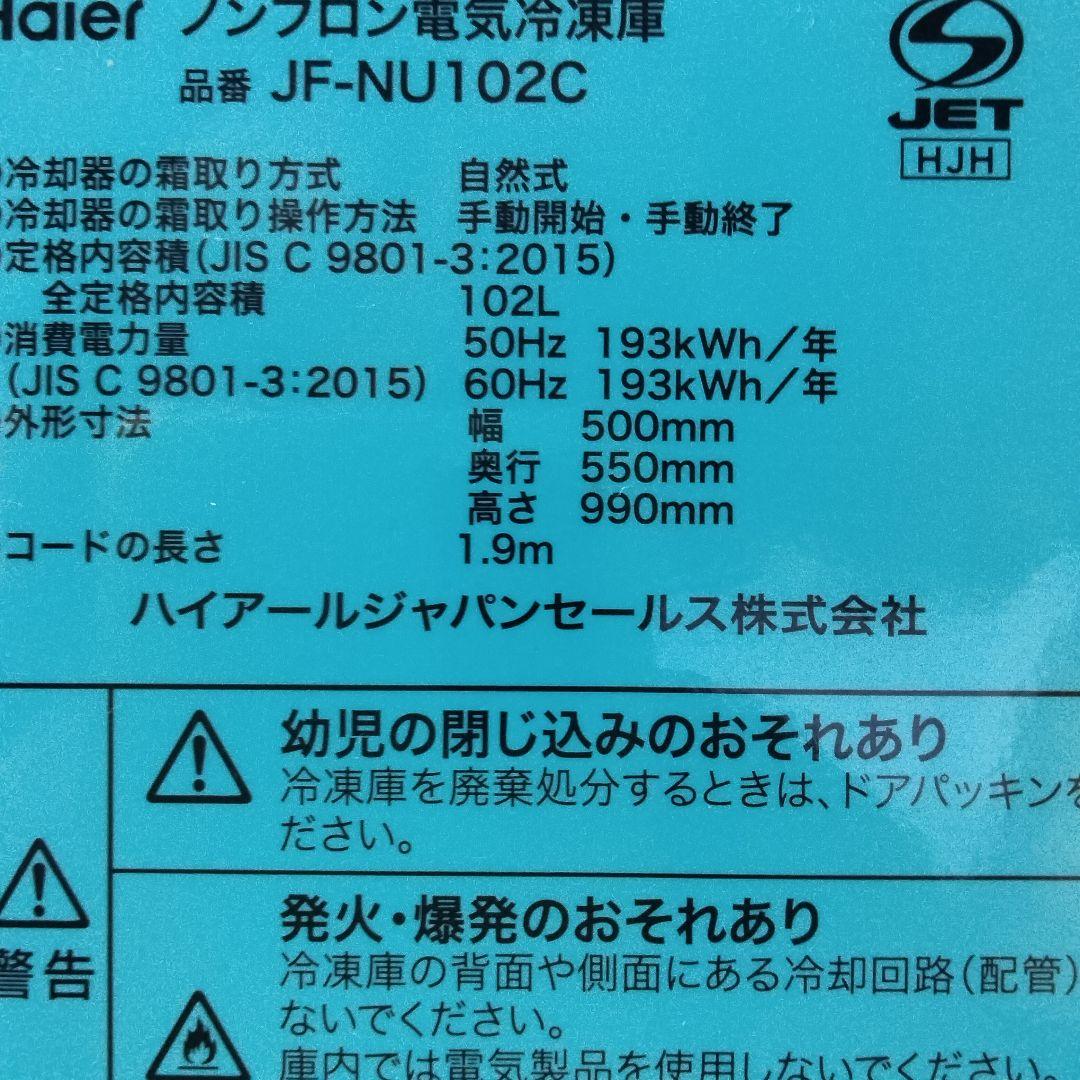 Haier ノンフロン電気冷凍庫
品番 JF-NU102C
JET
HJH
冷却器の霜取り方式 自然式
冷却器の霜取り操作方法 手動開始・手動終了
定格内容積(JIS C 9801-3:2015)
全定格内容積 102L
消費電力量 50Hz 193kWh/年
(JIS C 9801-3:2015) 60Hz 193kWh/年
外形寸法 幅 500mm
奥行 550mm
高さ 990mm
コードの長さ 1.9m
ハイアールジャパンセールス株式会社
幼児の閉じ込みのおそれあり
冷凍庫を廃棄処分するときは、ドアパッキンを
ださい。
警告
発火・爆発のおそれあり
冷凍庫の背面や側面にある冷却回路(配管)
ないでください。
庫内では電気製品を使用しないでください。